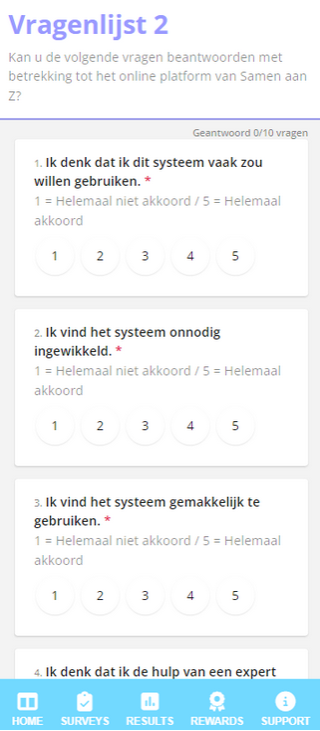 Vragenlijst 2
Kan u de volgende vragen beantwoorden met
betrekking tot het online platform van Samen aan
Z?
Geantwoord 0/10 vragen
1. Ik denk dat ik dit systeem vaak zou
willen gebruiken. *
1 = Helemaal niet akkoord / 5 = Helemaal
akkoord
1 2 3 4 5
2. Ik vind het systeem onnodig
ingewikkeld. *
1 = Helemaal niet akkoord / 5 = Helemaal
akkoord
1 2 3 4 5
3. Ik vind het systeem gemakkelijk te
gebruiken. *
1 = Helemaal niet akkoord / 5 = Helemaal
akkoord
1 2 3 4 5
4. Ik denk dat ik de hulp van een expert
HOME SURVEYS RESULTS REWARDS SUPPORT